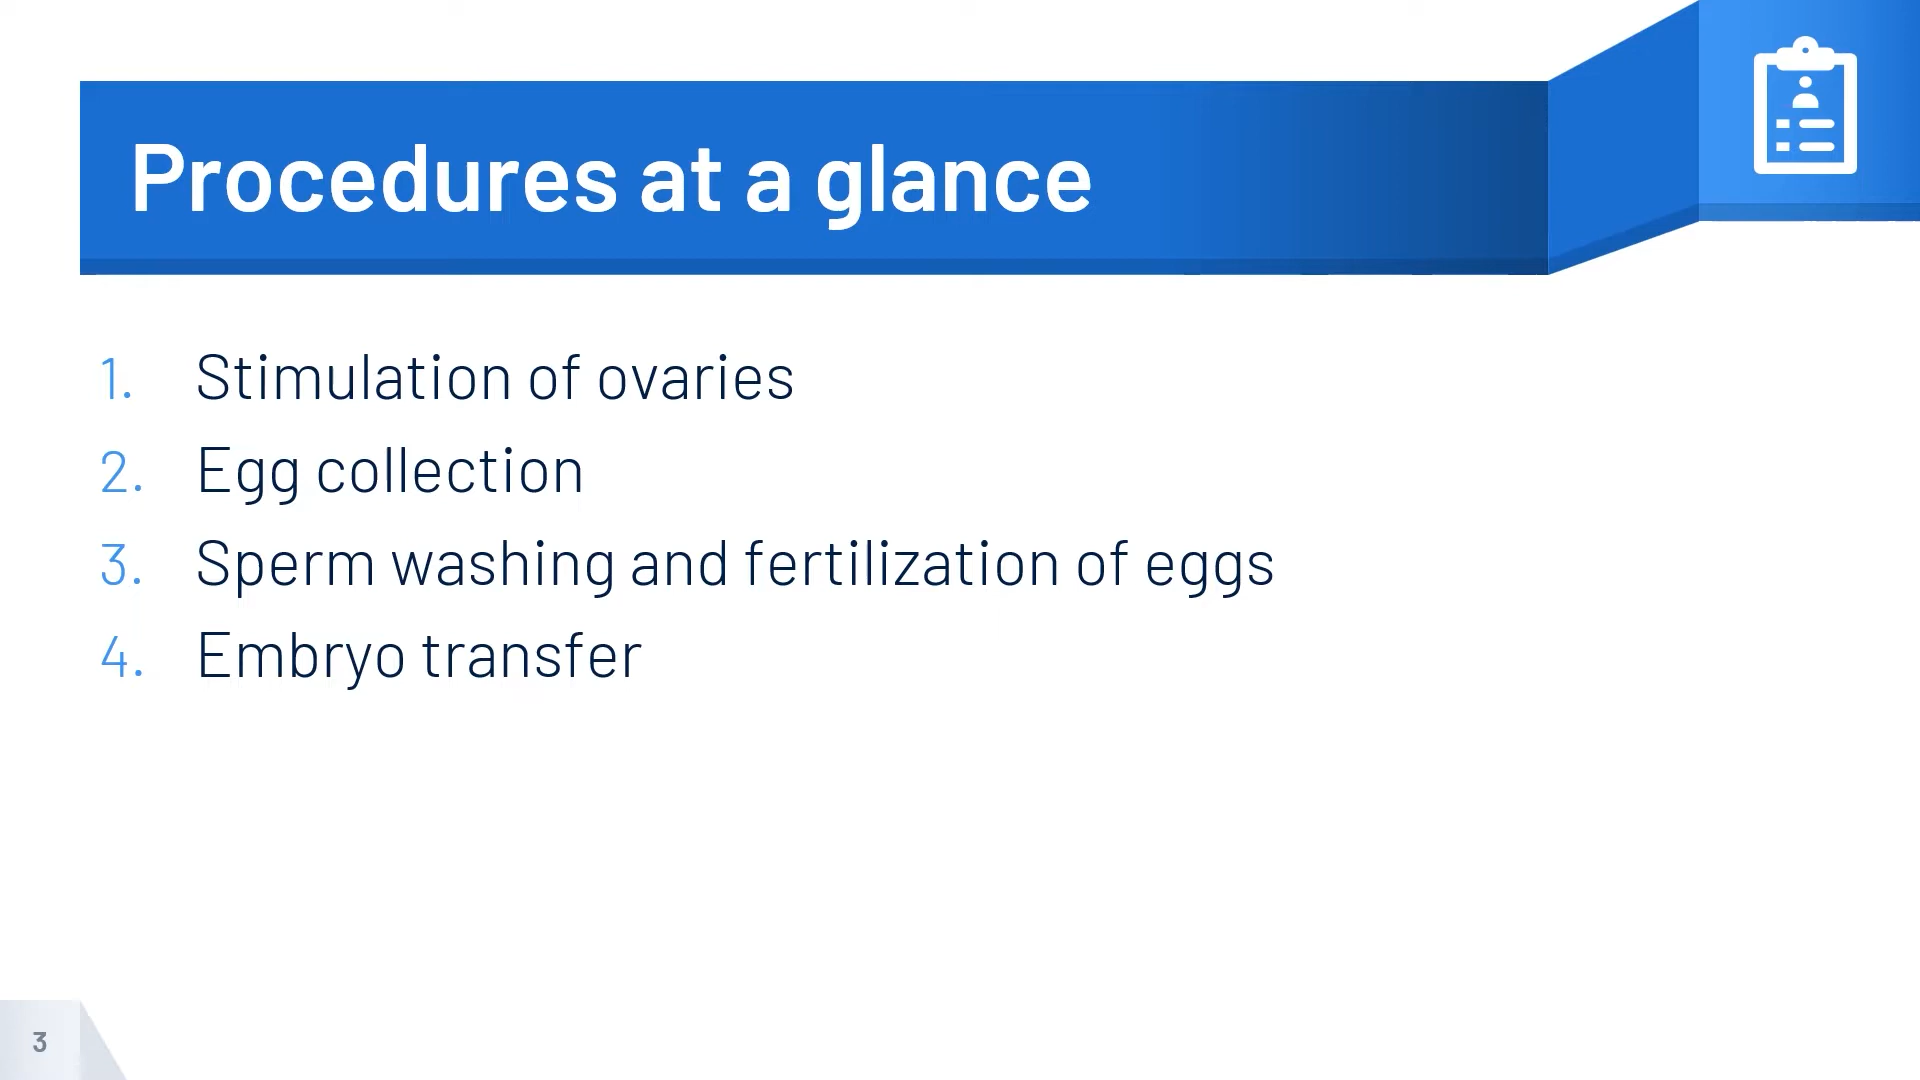 Procedures at a glance
1. Stimulation of ovaries
2. Egg collection
3. Sperm washing and fertilization of eggs
4. Embryo transfer
3